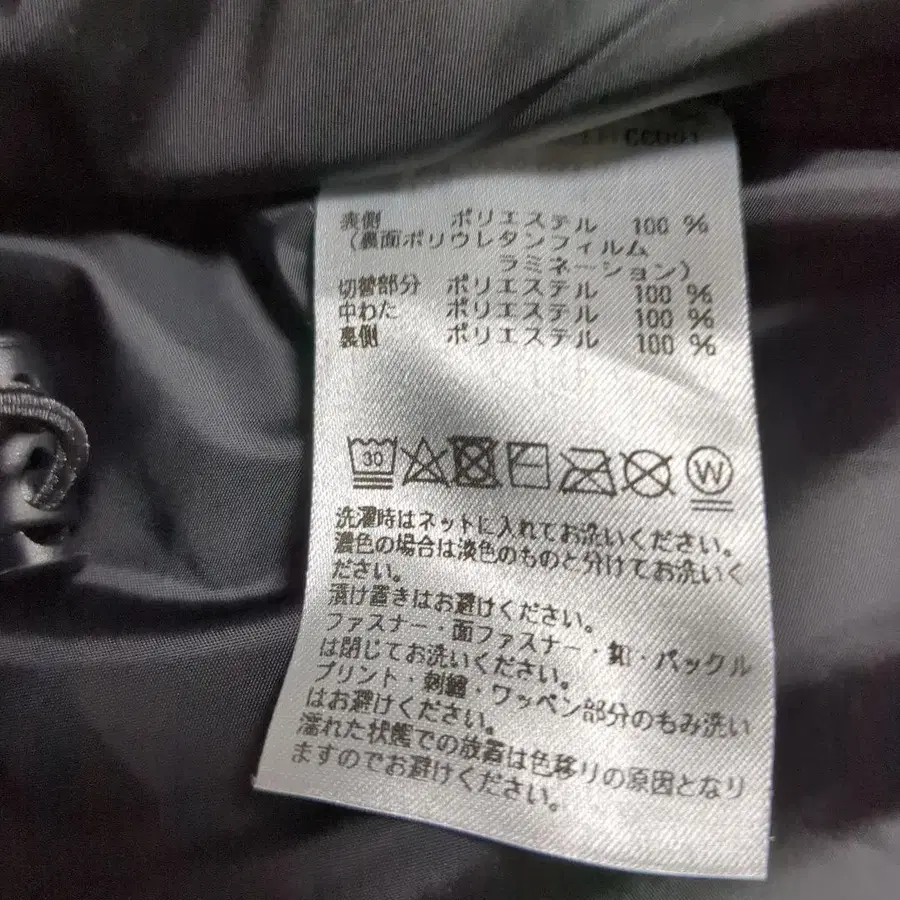 表側 ポリエステル 100 %
(裏面ポリウレタンフィルム
ラミネーション)
切替部分 ポリエステル 100 %
中わた ポリエステル 100 %
裏側 ポリエステル 100 %
30 W
洗濯時はネットに入れてお洗いください。
濃色の場合は淡色のものと分けてお洗いく
ださい。
漬け置きはお避けください。
ファスナー・面ファスナー・釦・バックル
は閉じてお洗いください。
プリント・刺繍・ワッペン部分のもみ洗い
はお避けください。
濡れた状態での放置は色移りの原因となり
ますのでお避けください。